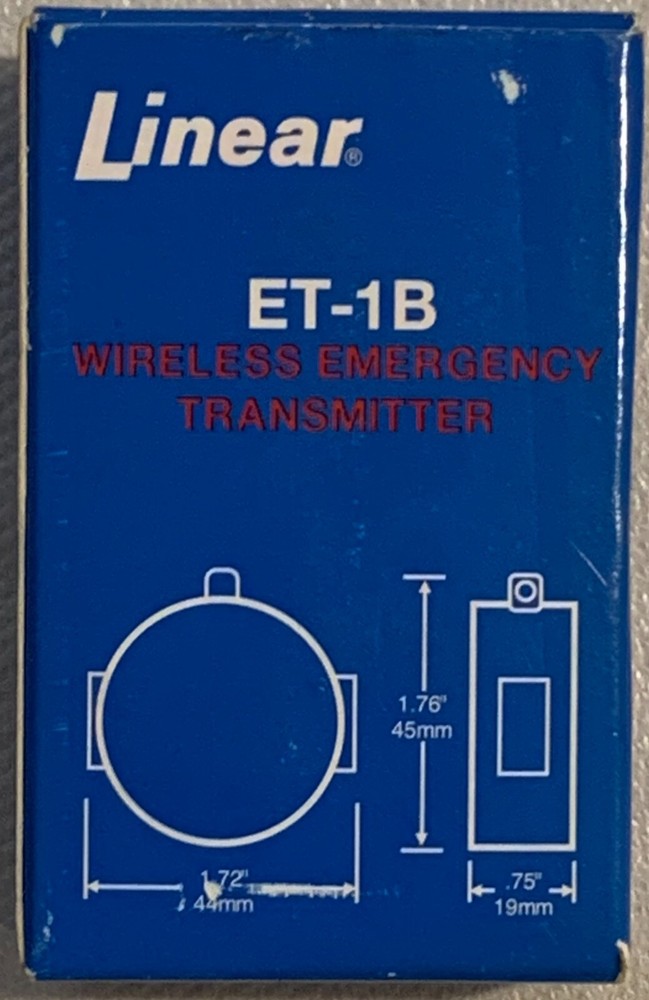 Linear®
ET-1B
WIRELESS EMERGENCY
TRANSMITTER
1.76"
45mm
1.72"
44mm
.75"
19mm